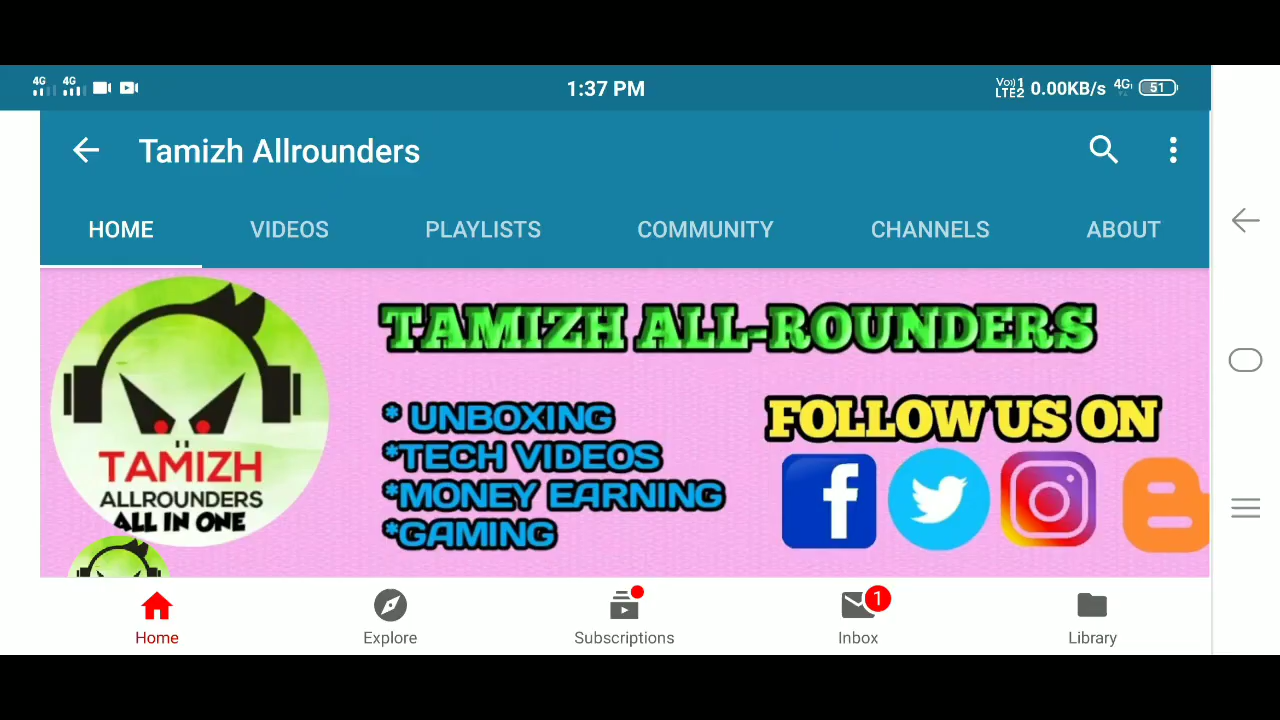 4G 4G 1:37 PM Vo)) 1 LTE2 0.00KB/s 4G 51
Tamizh Allrounders
HOME VIDEOS PLAYLISTS COMMUNITY CHANNELS ABOUT
TAMIZH ALL-ROUNDERS
* UNBOXING
*TECH VIDEOS
*MONEY EARNING
*GAMING
FOLLOW US ON
TAMIZH
ALLROUNDERS
ALL IN ONE
1
Home Explore Subscriptions Inbox Library